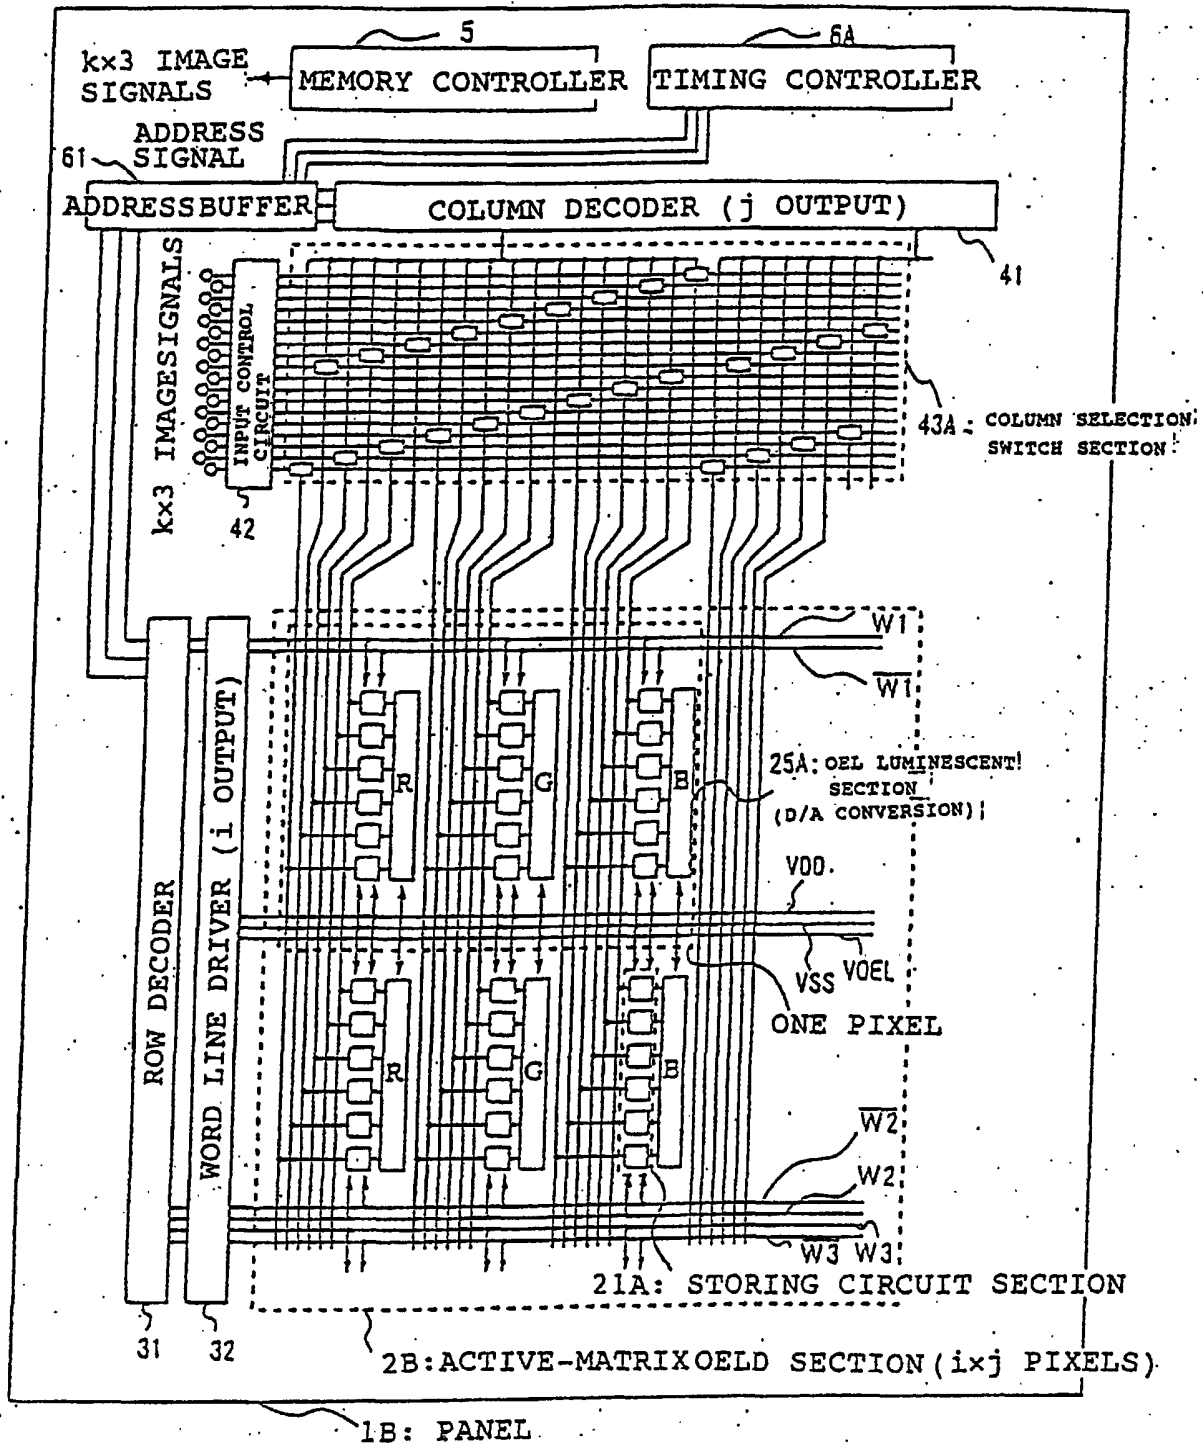 5
6A
k×3 IMAGE
SIGNALS
MEMORY CONTROLLER
TIMING CONTROLLER
ADDRESS
SIGNAL
61
ADDRESSBUFFER
COLUMN DECODER (j OUTPUT)
41
k×3 IMAGESIGNALS
INPUT CONTROL
CIRCUIT
42
43A : COLUMN SELECTION
SWITCH SECTION
W1
W̅1̅
R
G
B
25A: OEL LUMINESCENT
SECTION
(D/A CONVERSION)
VDD
VSS
VOEL
ONE PIXEL
ROW DECODER
WORD LINE DRIVER (i OUTPUT)
R
G
B
W̅2̅
W2
W̅3̅
W3
21A: STORING CIRCUIT SECTION
31
32
2B:ACTIVE-MATRIXOELD SECTION(i×j PIXELS)
1B: PANEL